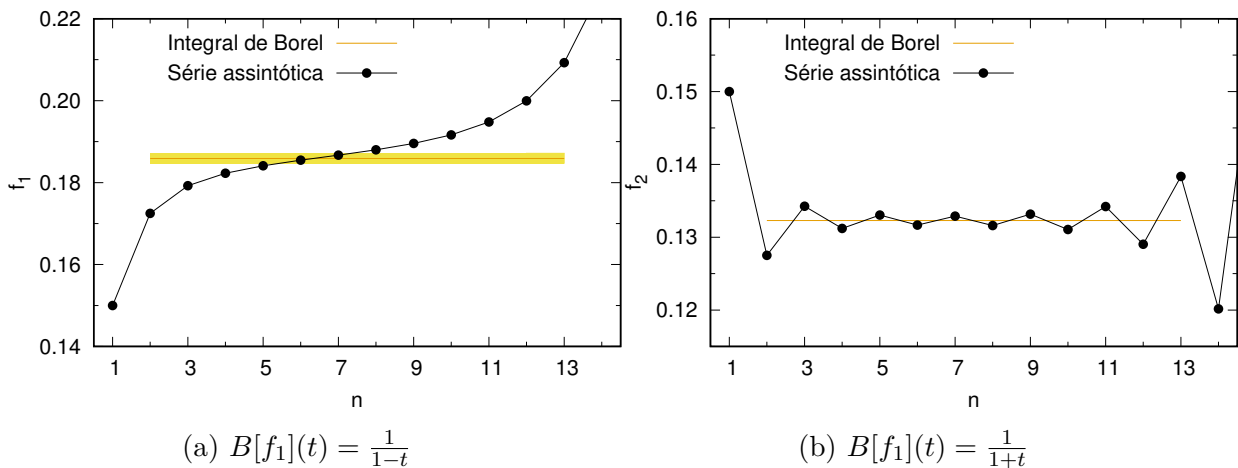 0.22
0.20
0.18
0.16
0.14
f₁
Integral de Borel
Série assintótica
1 3 5 7 9 11 13
n
(a) B[f₁](t) = 1/(1−t)
0.16
0.15
0.14
0.13
0.12
f₂
Integral de Borel
Série assintótica
1 3 5 7 9 11 13
n
(b) B[f₁](t) = 1/(1+t)